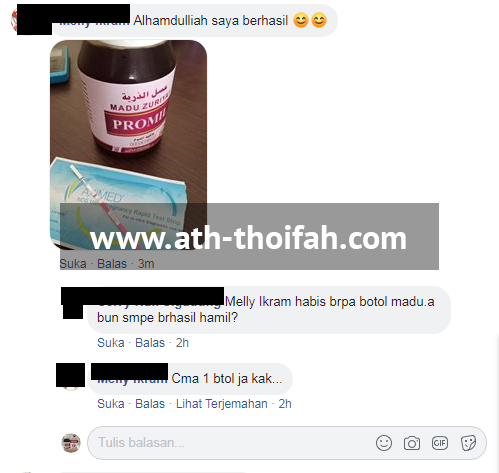 Melly Ikram Alhamdulliah saya berhasil
عسل الذرية
MADU ZURIYA
PROMIL
www.ath-thoifah.com
Suka · Balas · 3m
Melly Ikram habis brpa botol madu.a
bun smpe brhasil hamil?
Suka · Balas · 2h
Melly Ikram Cma 1 btol ja kak...
Suka · Balas · Lihat Terjemahan · 2h
Tulis balasan...
GIF